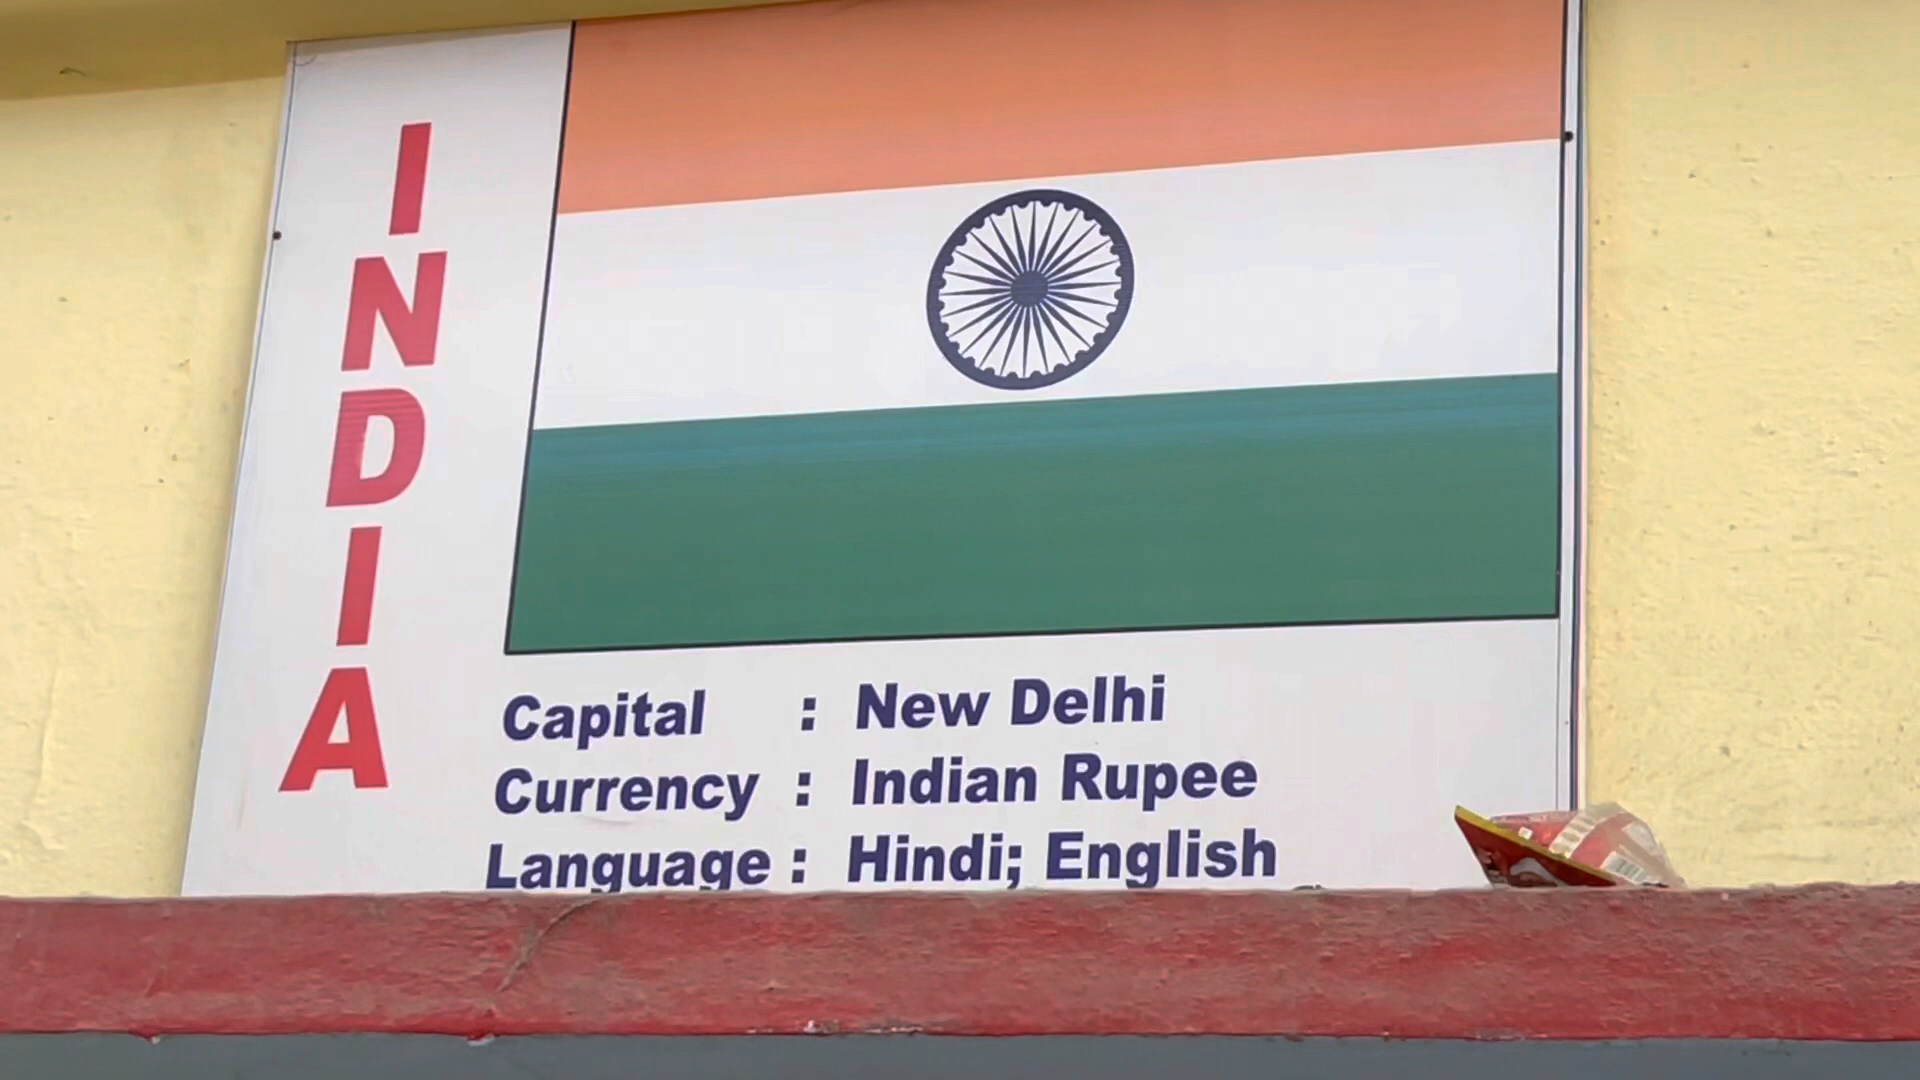 INDIA
Capital : New Delhi
Currency : Indian Rupee
Language : Hindi; English